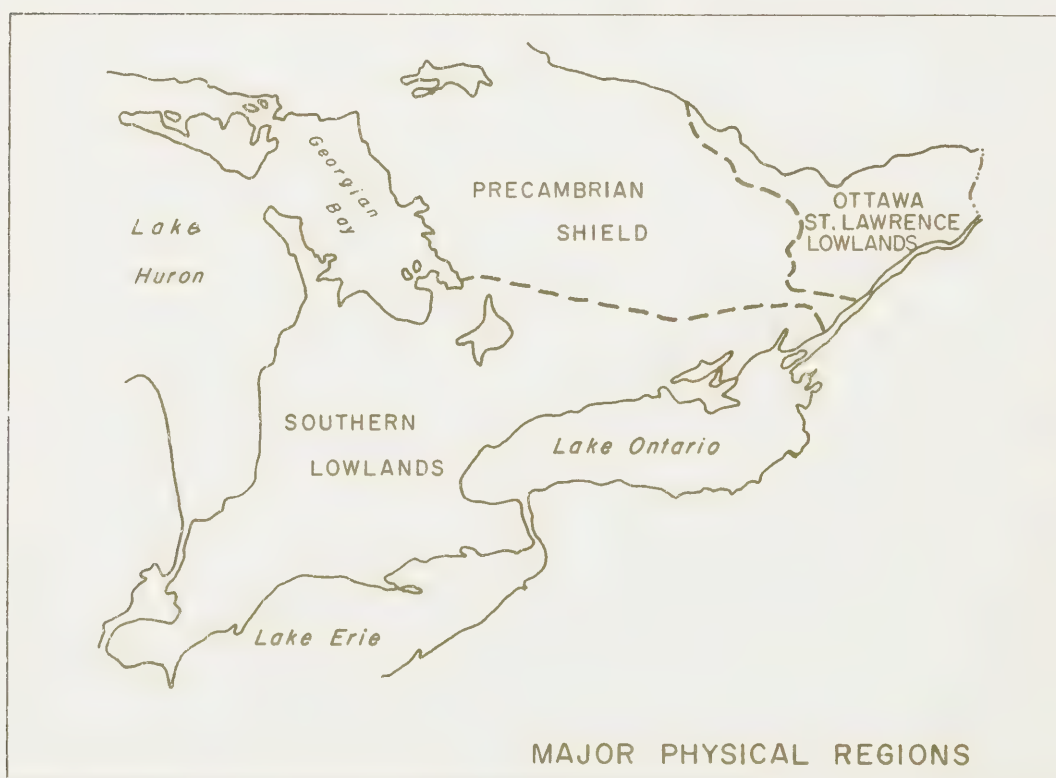 Georgian
Bay
PRECAMBRIAN
SHIELD
OTTAWA
ST. LAWRENCE
LOWLANDS
Lake
Huron
SOUTHERN
LOWLANDS
Lake Ontario
Lake Erie
MAJOR PHYSICAL REGIONS